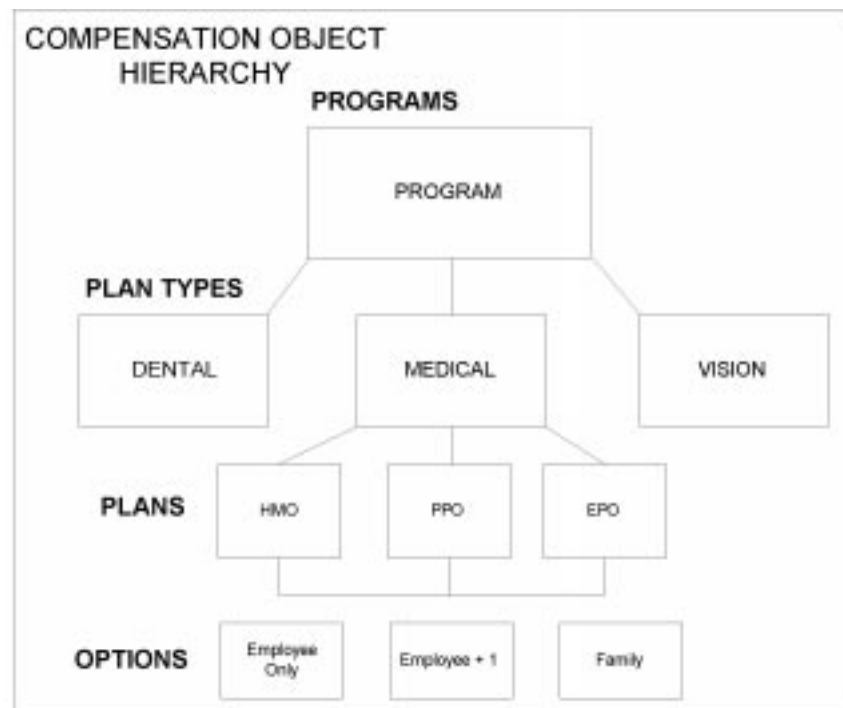 COMPENSATION OBJECT
HIERARCHY
PROGRAMS
PROGRAM
PLAN TYPES
DENTAL
MEDICAL
VISION
PLANS
HMO
PPO
EPO
OPTIONS
Employee
Only
Employee + 1
Family